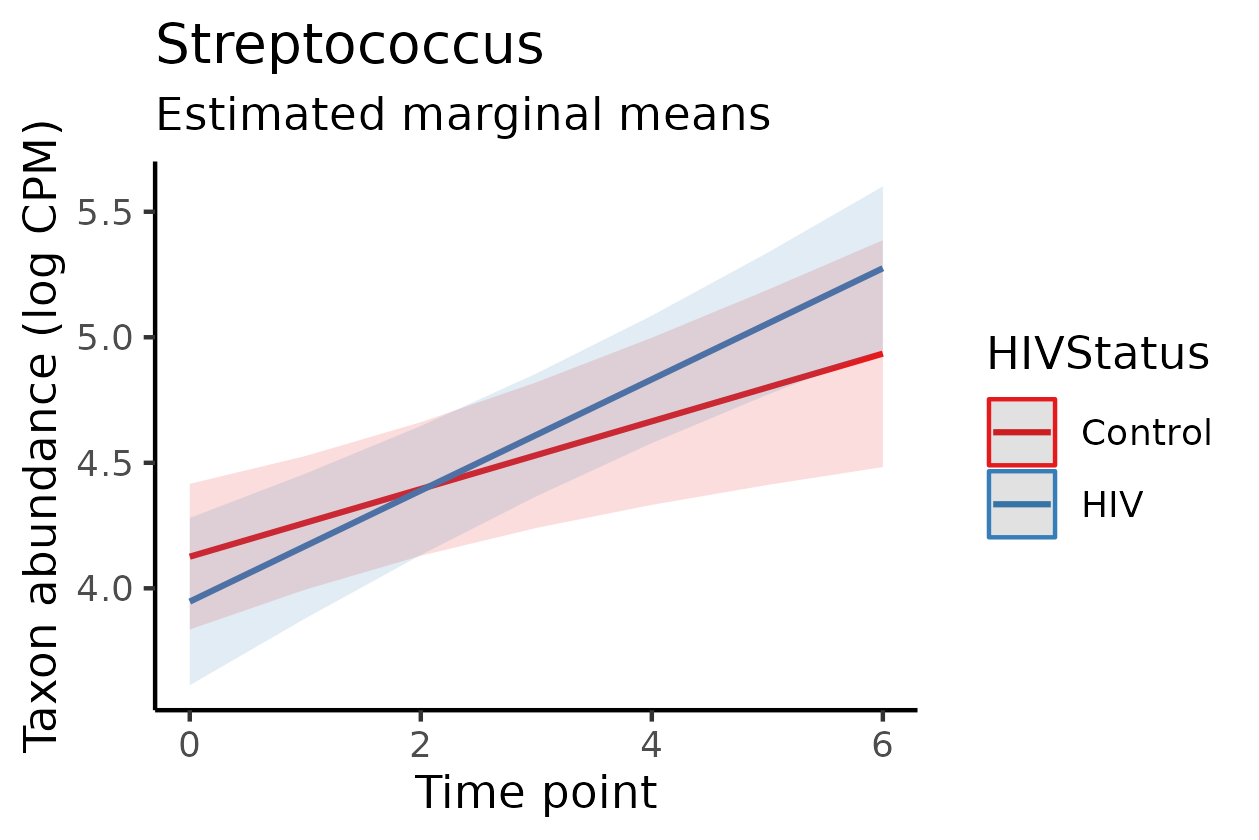 Streptococcus
Estimated marginal means
Taxon abundance (log CPM)
5.5
5.0
4.5
4.0
0 2 4 6
Time point
HIVStatus
Control
HIV